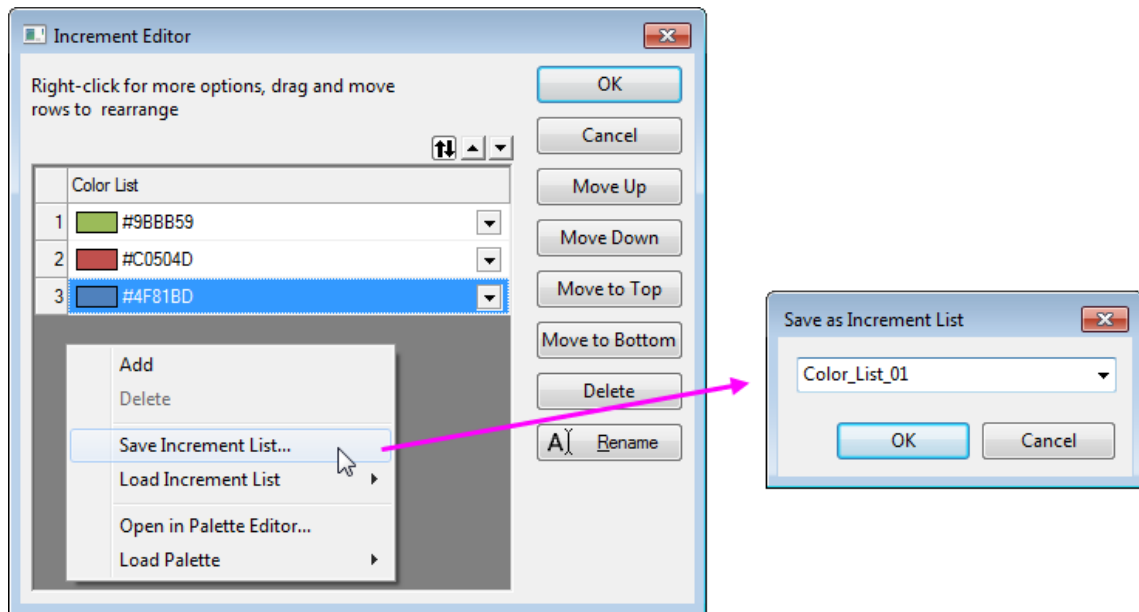 Increment Editor
Right-click for more options, drag and move
rows to rearrange
OK
Cancel
Move Up
Move Down
Move to Top
Move to Bottom
Delete
Rename
Color List
1 #9BBB59
2 #C0504D
3 #4F81BD
Add
Delete
Save Increment List...
Load Increment List
Open in Palette Editor...
Load Palette
Save as Increment List
Color_List_01
OK
Cancel